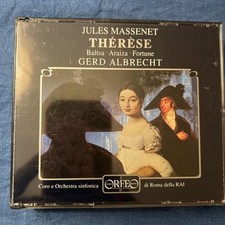 JULES MASSENET
THÉRÈSE
Baltsa · Araiza · Fortune
GERD ALBRECHT
Coro e Orchestra sinfonica
ORFEO
di Roma della RAI